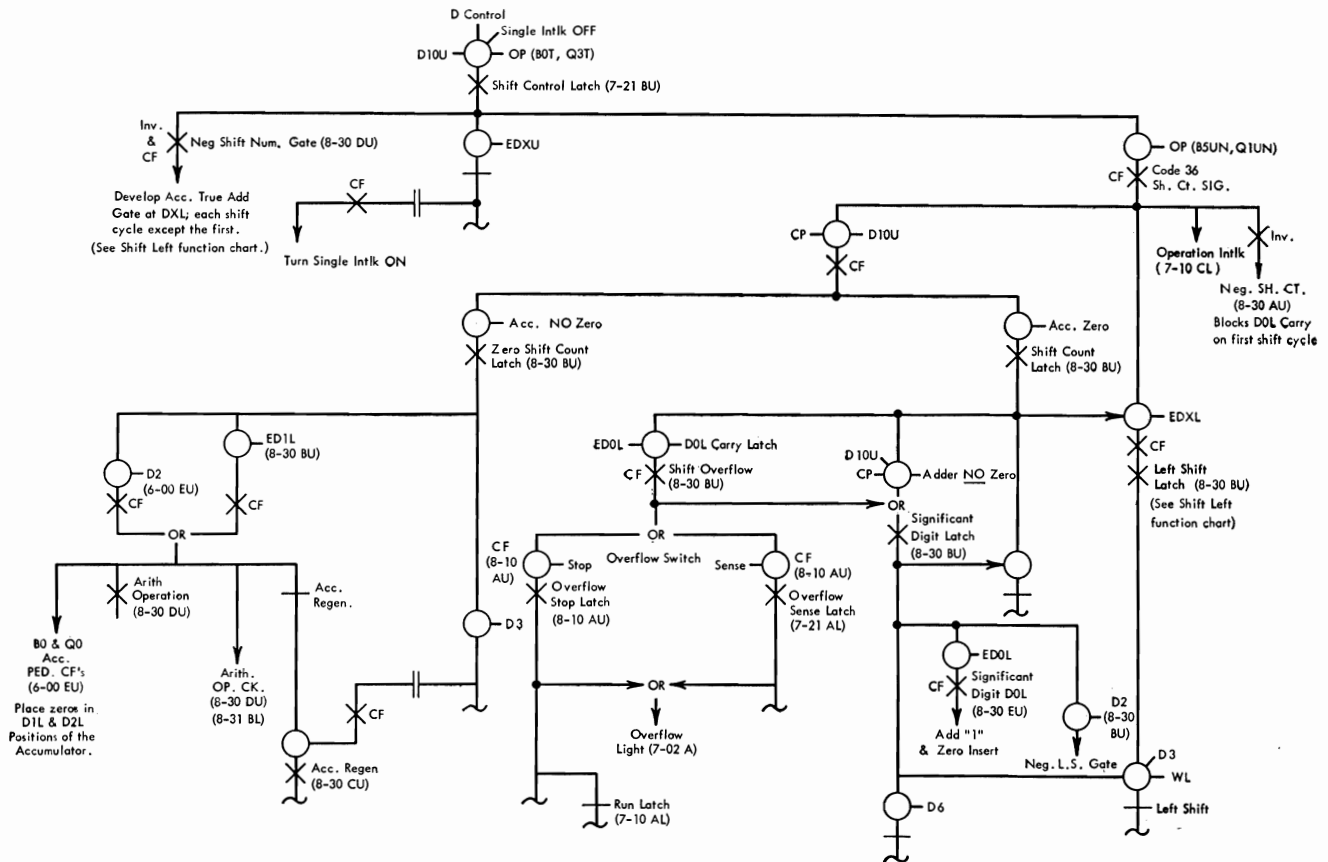 D Control
Single Intlk OFF
D10U
OP (B0T, Q3T)
Shift Control Latch (7-21 BU)
Inv.
&
CF
Neg Shift Num. Gate (8-30 DU)
EDXU
OP (B5UN, Q1UN)
CF
Code 36
Sh. Ct. SIG.
Develop Acc. True Add
Gate at DXL; each shift
cycle except the first.
(See Shift Left function chart.)
CF
Turn Single Intlk ON
CP
D10U
CF
Operation Intlk
(7-10 CL)
Inv.
Neg. SH. CT.
(8-30 AU)
Blocks D0L Carry
on first shift cycle
Acc. NO Zero
Zero Shift Count
Latch (8-30 BU)
Acc. Zero
Shift Count
Latch (8-30 BU)
ED1L
(8-30 BU)
D2
(6-00 EU)
CF
CF
OR
ED0L
D0L Carry Latch
CF
Shift Overflow
(8-30 BU)
D10U
CP
Adder NO Zero
OR
Significant
Digit Latch
(8-30 BU)
EDXL
CF
Left Shift
Latch (8-30 BU)
(See Shift Left
function chart)
OR
Overflow Switch
CF
(8-10
AU)
Stop
Overflow
Stop Latch
(8-10 AU)
Sense
CF
(8-10 AU)
Overflow
Sense Latch
(7-21 AL)
Arith
Operation
(8-30 DU)
Acc.
Regen.
B0 & Q0
Acc.
PED. CF's
(6-00 EU)
Place zeros in
D1L & D2L
Positions of the
Accumulator.
Arith.
OP. CK.
(8-30 DU)
(8-31 BL)
D3
CF
Acc. Regen
(8-30 CU)
OR
Overflow
Light (7-02 A)
Run Latch
(7-10 AL)
ED0L
CF
Significant
Digit D0L
(8-30 EU)
Add "1"
& Zero Insert
D2
(8-30
BU)
Neg. L.S. Gate
D3
WL
Left Shift
D6